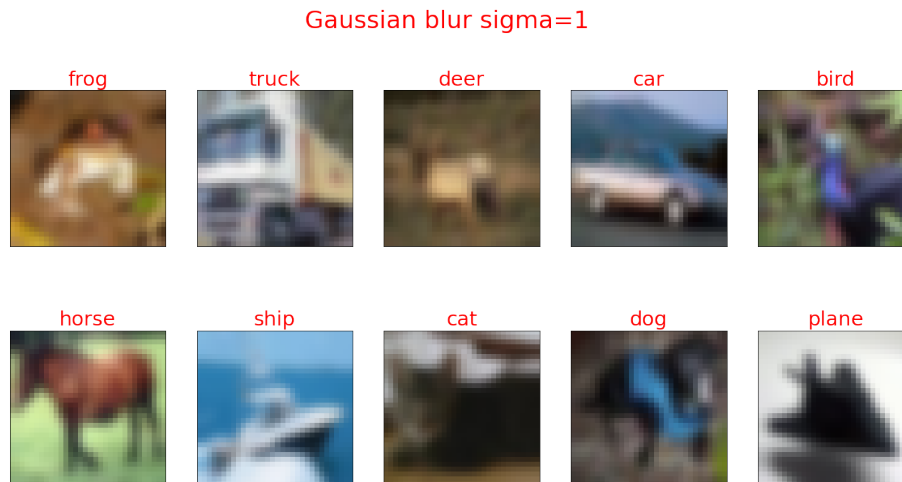 Gaussian blur sigma=1
frog truck deer car bird
horse ship cat dog plane